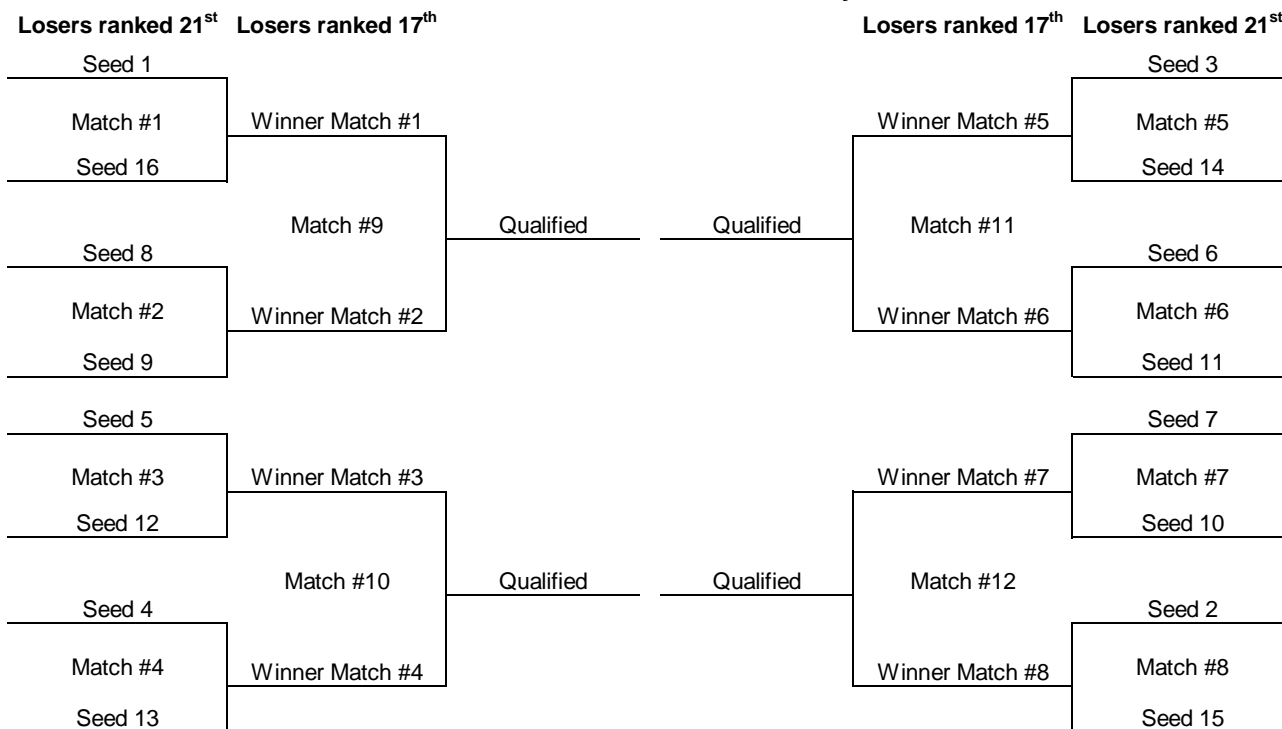 Losers ranked 21st Losers ranked 17th Losers ranked 17th Losers ranked 21st
Seed 1 Seed 3
Match #1 Winner Match #1 Winner Match #5 Match #5
Seed 16 Seed 14
Match #9 Qualified Qualified Match #11
Seed 8 Seed 6
Match #2 Winner Match #2 Winner Match #6 Match #6
Seed 9 Seed 11
Seed 5 Seed 7
Match #3 Winner Match #3 Winner Match #7 Match #7
Seed 12 Seed 10
Match #10 Qualified Qualified Match #12
Seed 4 Seed 2
Match #4 Winner Match #4 Winner Match #8 Match #8
Seed 13 Seed 15